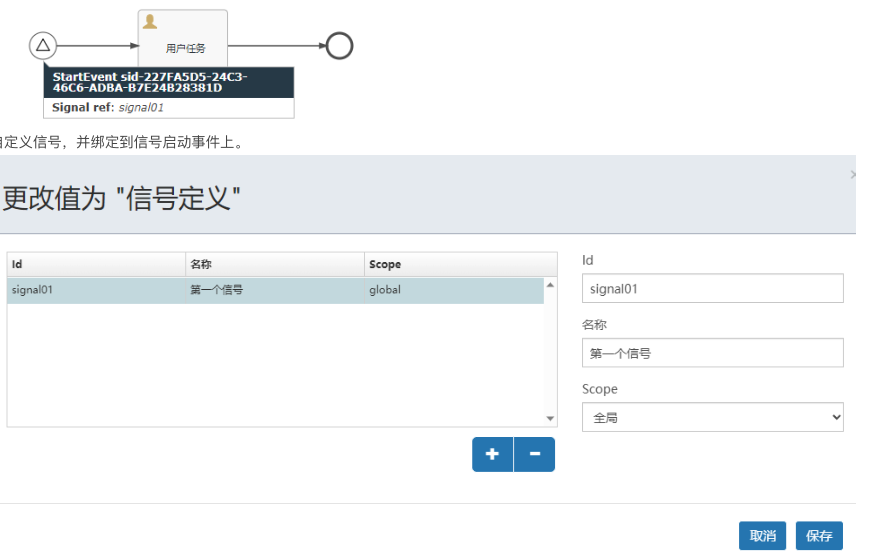 用户任务
StartEvent sid-227FA5D5-24C3-
46C6-ADBA-B7E24B28381D
Signal ref: signal01
自定义信号，并绑定到信号启动事件上。
更改值为 "信号定义"
Id 名称 Scope
signal01 第一个信号 global
Id
signal01
名称
第一个信号
Scope
全局
取消 保存